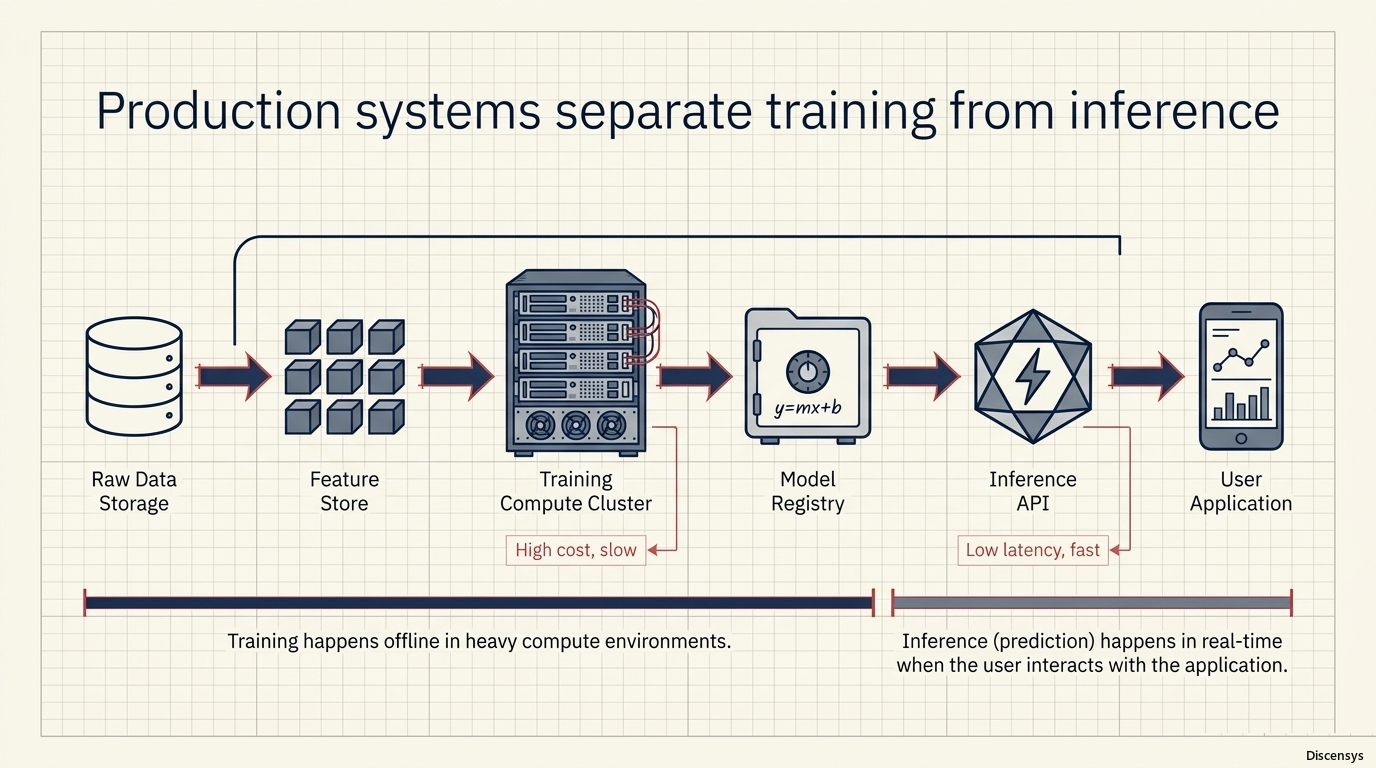 Production systems separate training from inference
y=mx+b
Raw Data
Storage
Feature
Store
Training
Compute Cluster
Model
Registry
Inference
API
User
Application
High cost, slow
Low latency, fast
Training happens offline in heavy compute environments.
Inference (prediction) happens in real-time
when the user interacts with the application.
Discensys